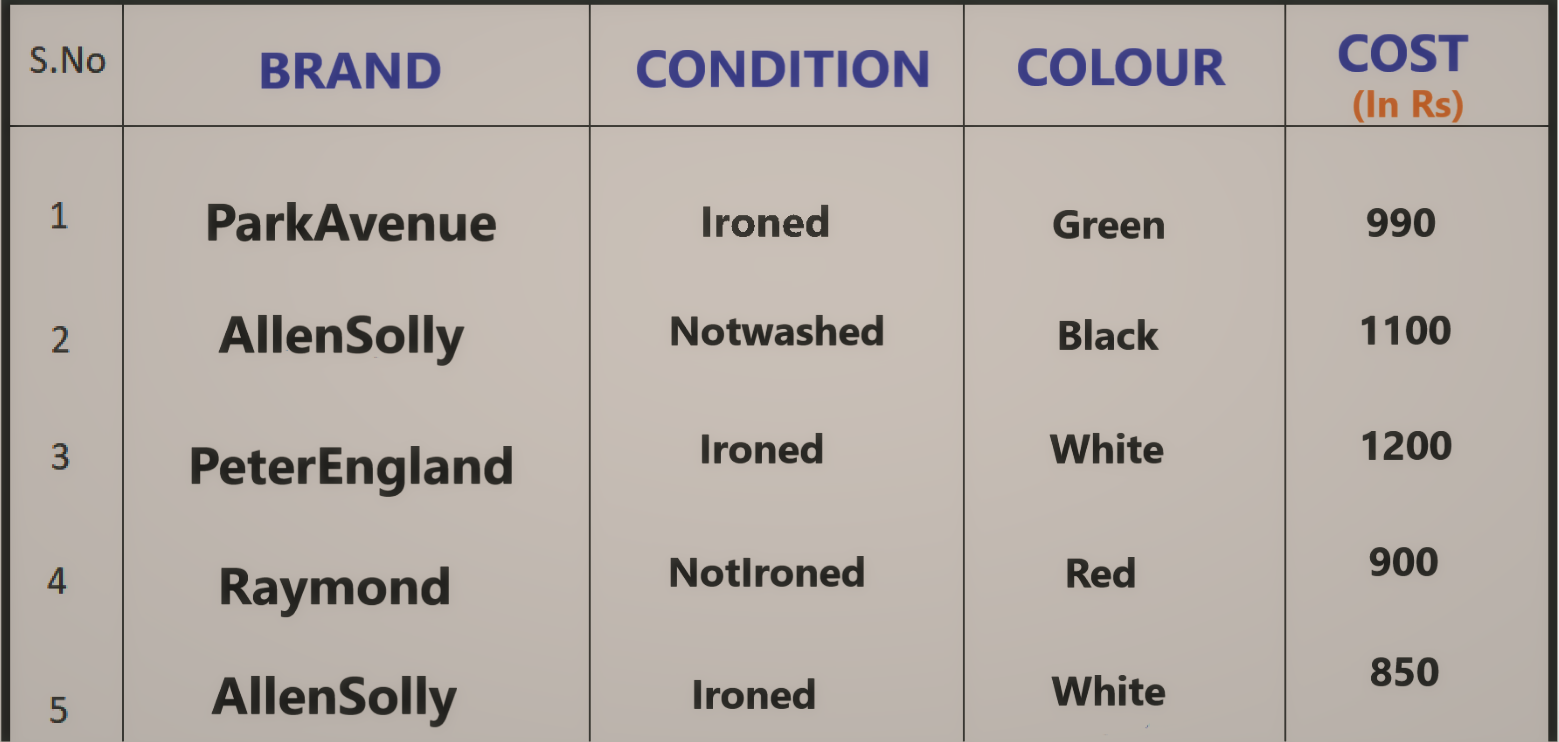 S.No BRAND CONDITION COLOUR COST
(In Rs)
1 ParkAvenue Ironed Green 990
2 AllenSolly Notwashed Black 1100
3 PeterEngland Ironed White 1200
4 Raymond NotIroned Red 900
5 AllenSolly Ironed White 850